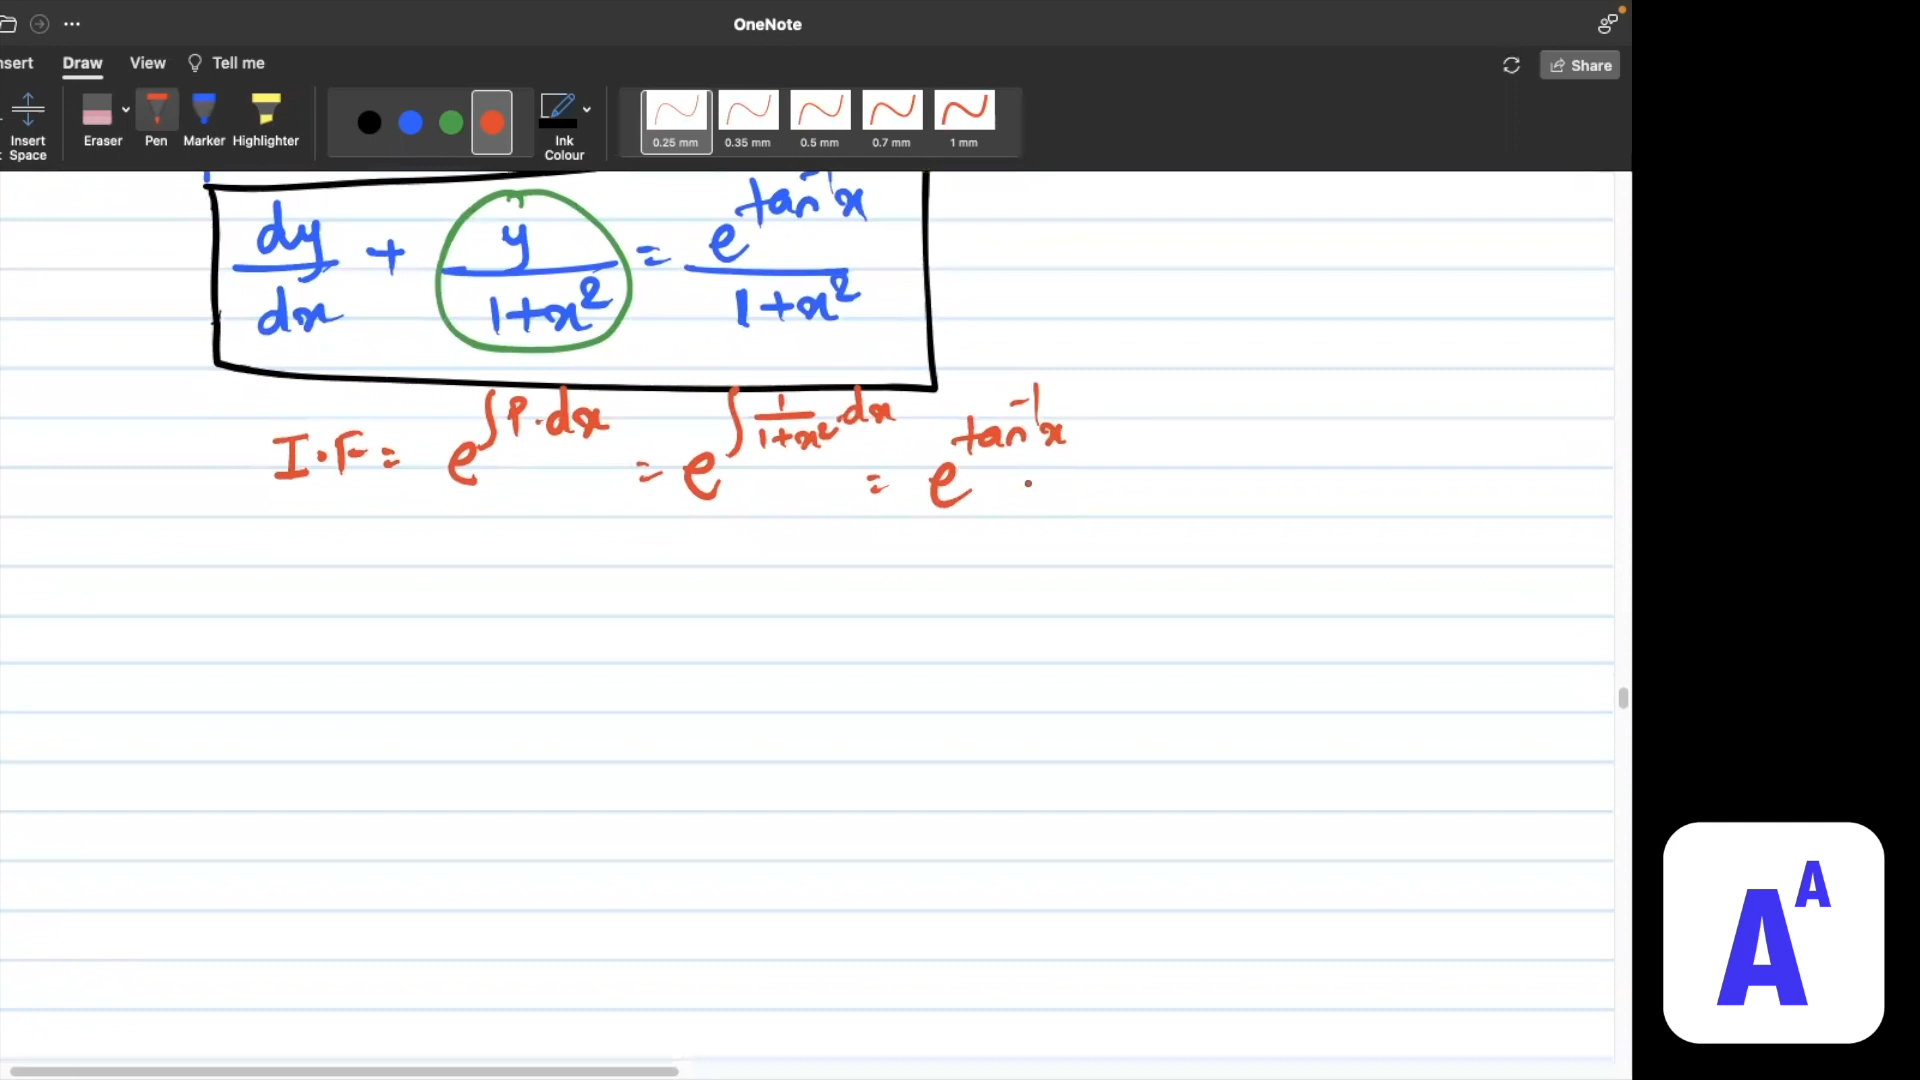 OneNote
nsert Draw View Tell me
Share
Insert Space Eraser Pen Marker Highlighter Ink Colour 0.25 mm 0.35 mm 0.5 mm 0.7 mm 1 mm
dy/dx + y/(1+x²) = e^(tan⁻¹x)/(1+x²)
I.F = e^(∫P.dx) = e^(∫1/(1+x²).dx) = e^(tan⁻¹x)
A^A